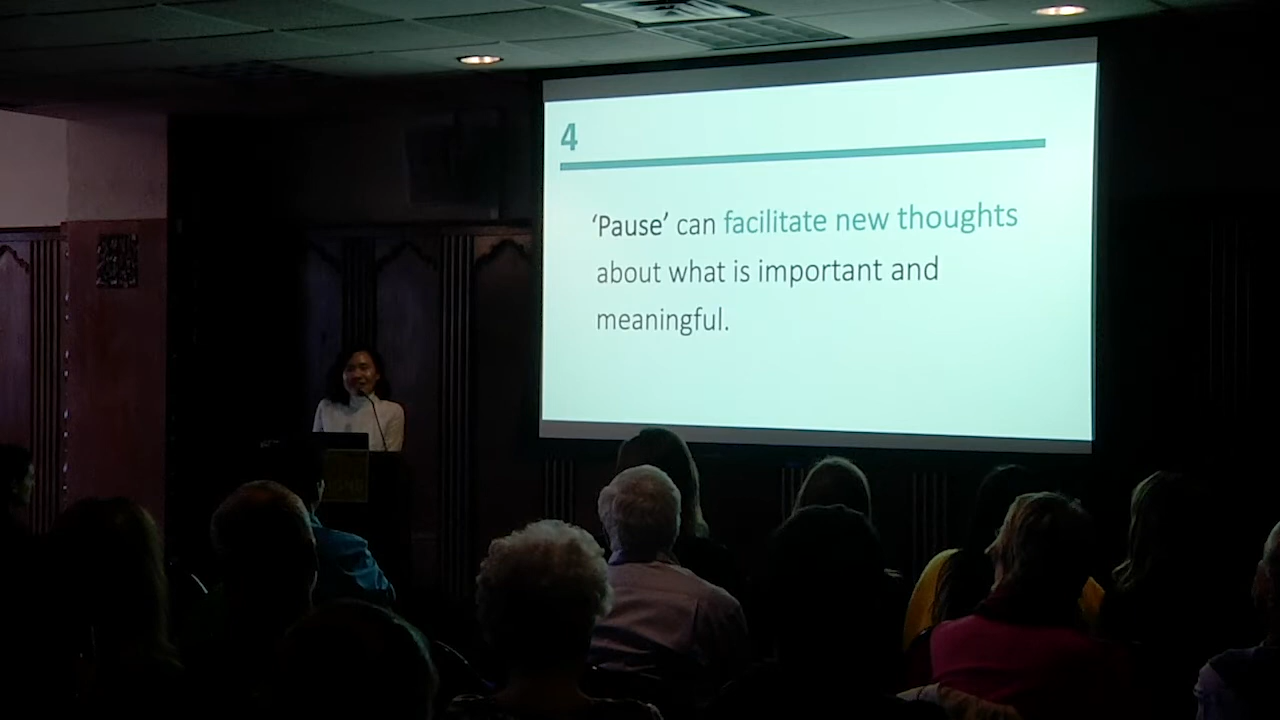 4
‘Pause’ can facilitate new thoughts
about what is important and
meaningful.